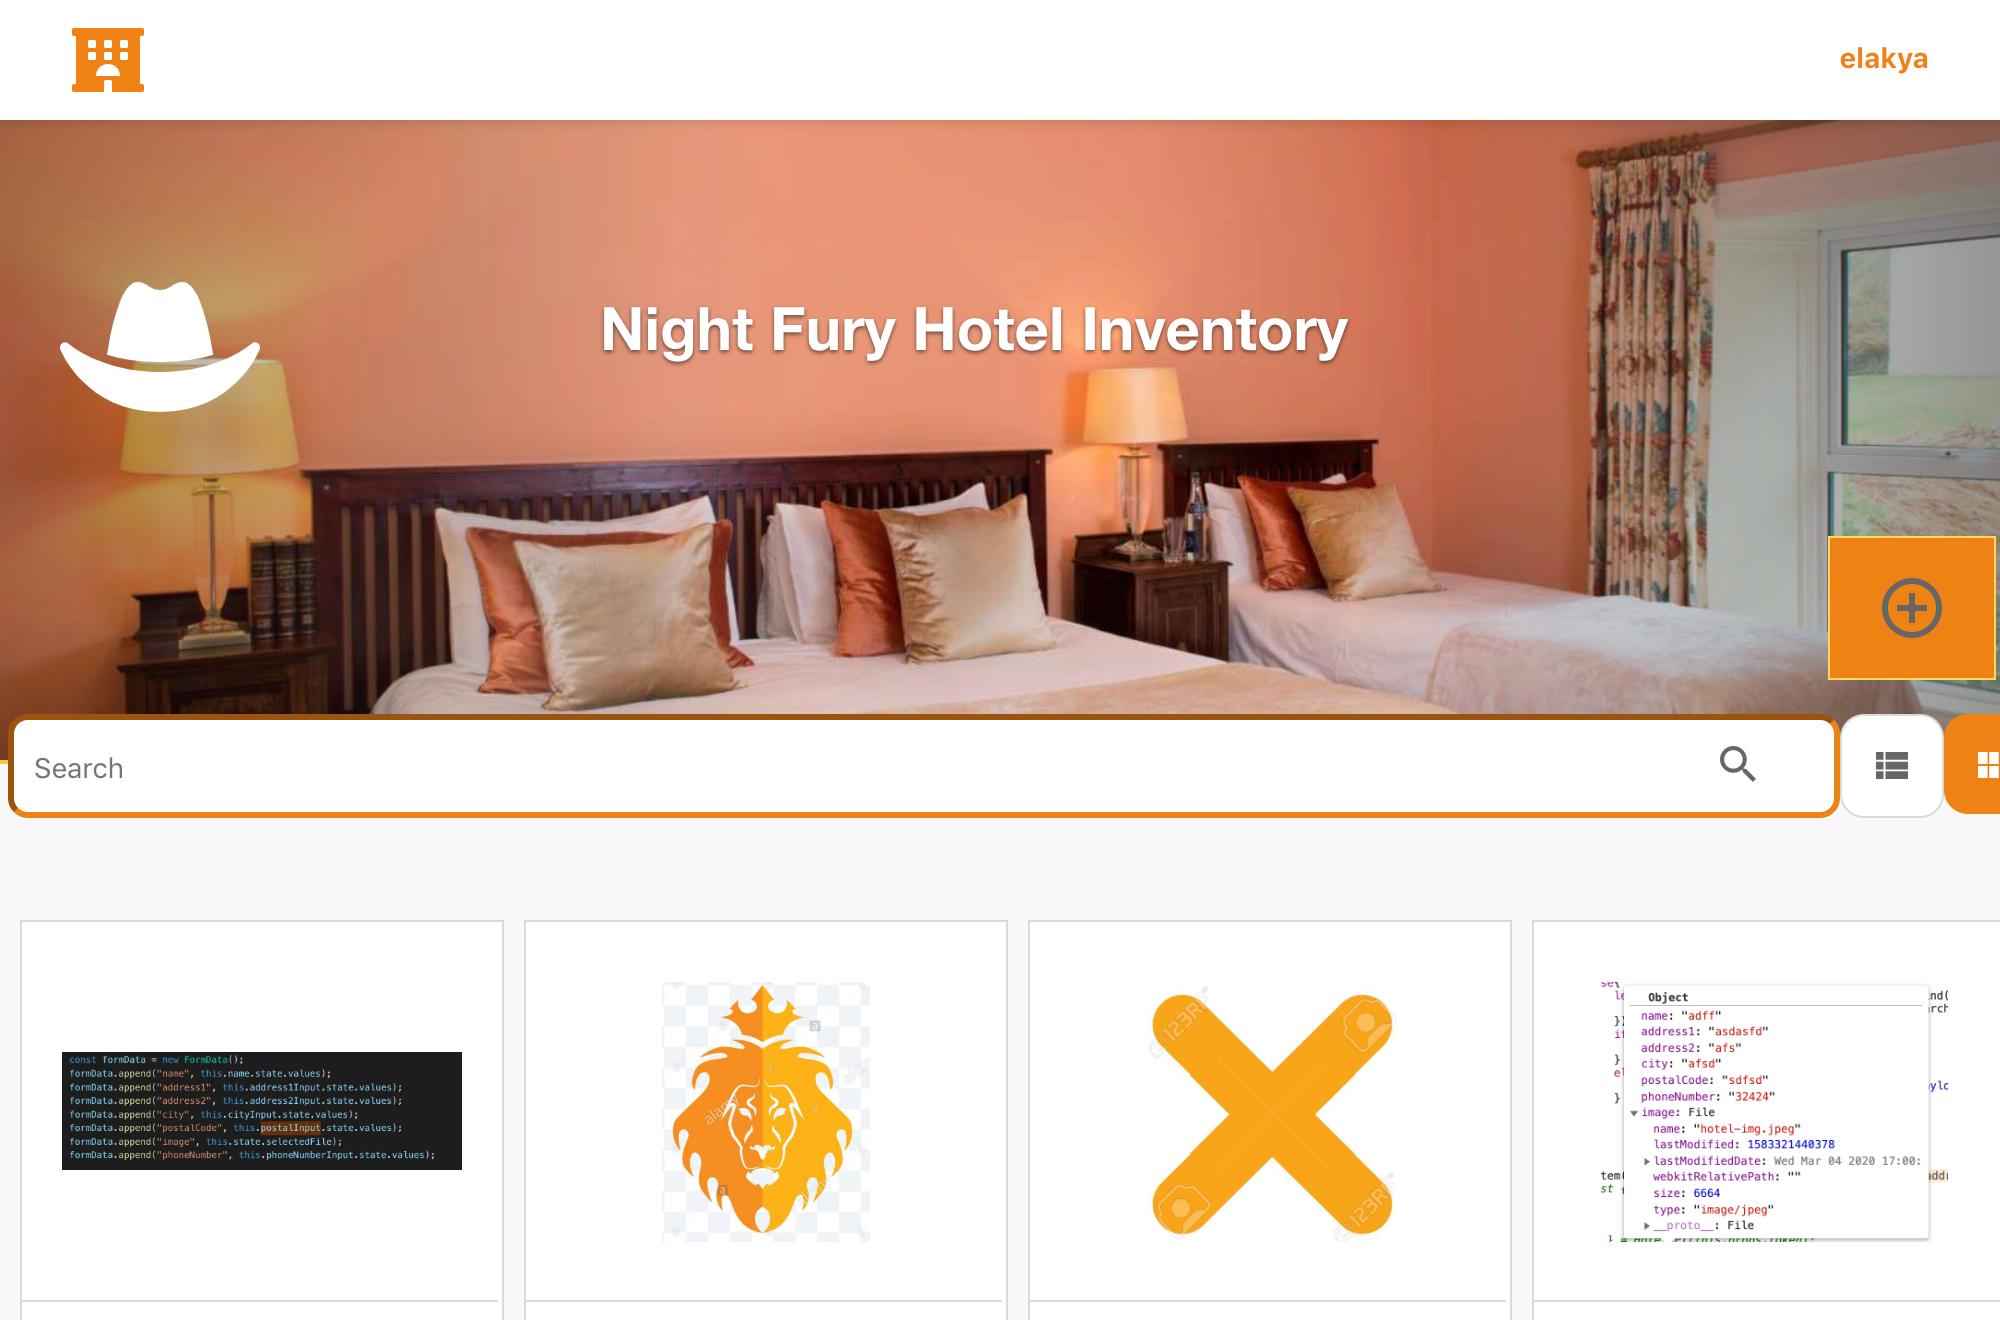 elakya
Night Fury Hotel Inventory
Search
const formData = new FormData();
formData.append("name", this.name.state.values);
formData.append("address1", this.address1Input.state.values);
formData.append("address2", this.address2Input.state.values);
formData.append("city", this.cityInput.state.values);
formData.append("postalCode", this.postalInput.state.values);
formData.append("image", this.state.selectedFile);
formData.append("phoneNumber", this.phoneNumberInput.state.values);
a
alamy
a
a
a
alamy
123RF
123RF
Object
name: "adff"
address1: "asdasfd"
address2: "afs"
city: "afsd"
postalCode: "sdfsd"
phoneNumber: "32424"
image: File
name: "hotel-img.jpeg"
lastModified: 1583321440378
lastModifiedDate: Wed Mar 04 2020 17:00:
webkitRelativePath: ""
size: 6664
type: "image/jpeg"
__proto__: File